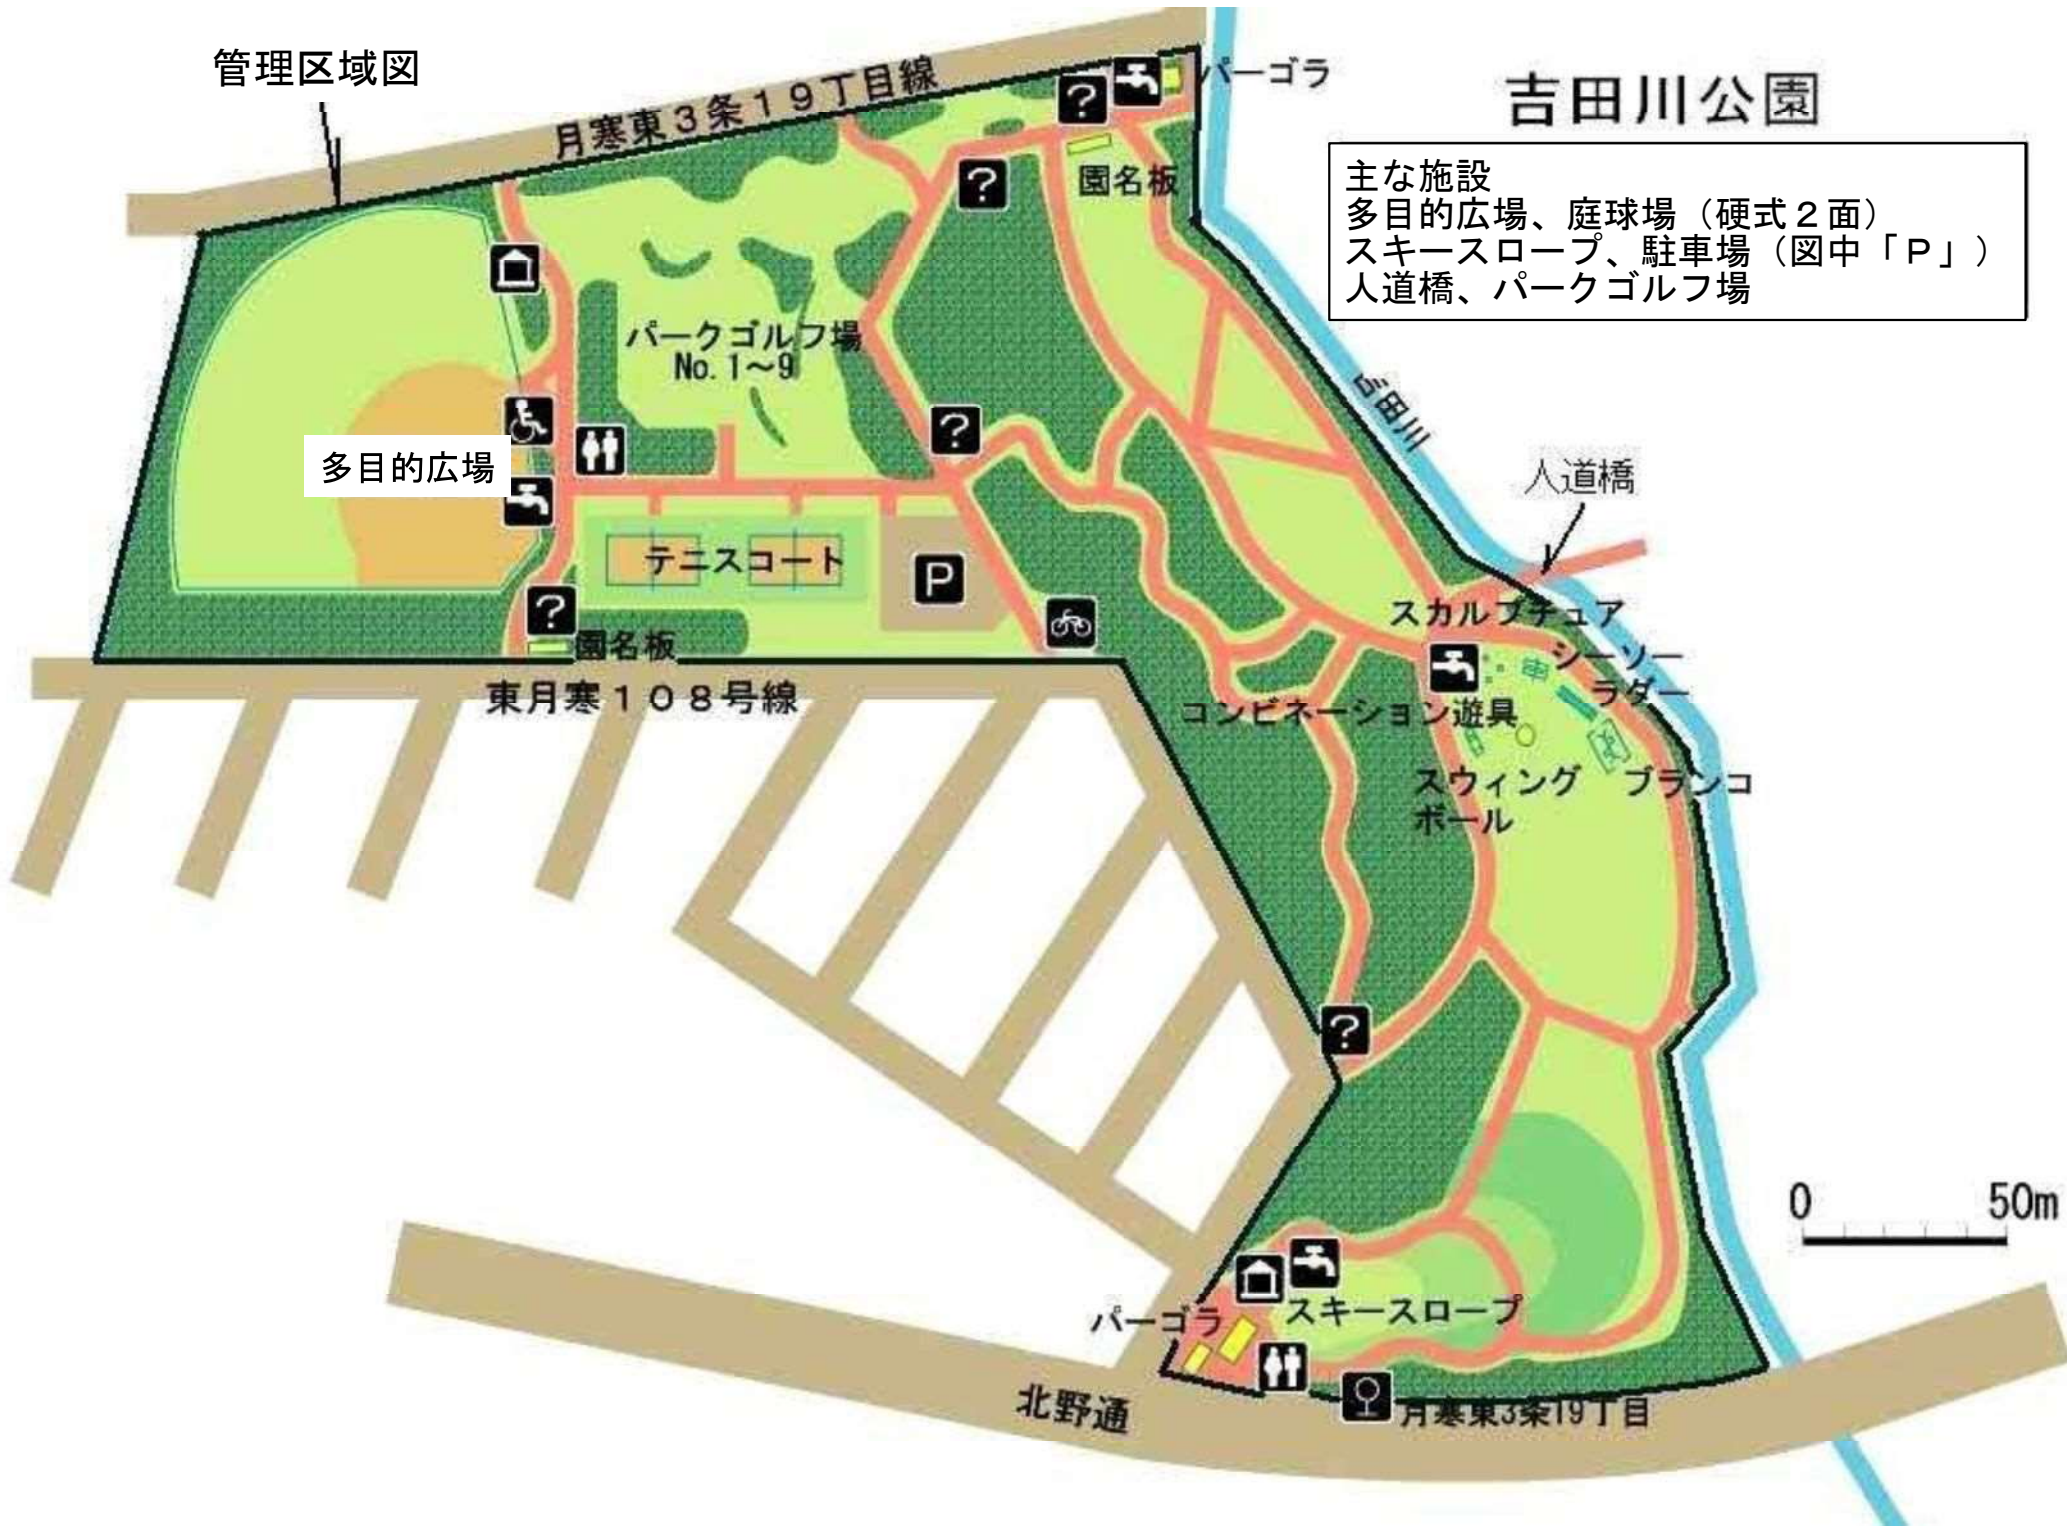 管理区域図
吉田川公園
主な施設
多目的広場、庭球場（硬式２面）
スキースロープ、駐車場（図中「Ｐ」）
人道橋、パークゴルフ場
月寒東３条１９丁目線
パーゴラ
?
?
園名板
パークゴルフ場
No.1～9
吉田川
?
多目的広場
人道橋
テニスコート
P
?
園名板
東月寒１０８号線
スカルプチュア
シーソー
ラダー
コンビネーション遊具
スウィング
ボール
ブランコ
?
0 50m
スキースロープ
パーゴラ
北野通
月寒東3条19丁目